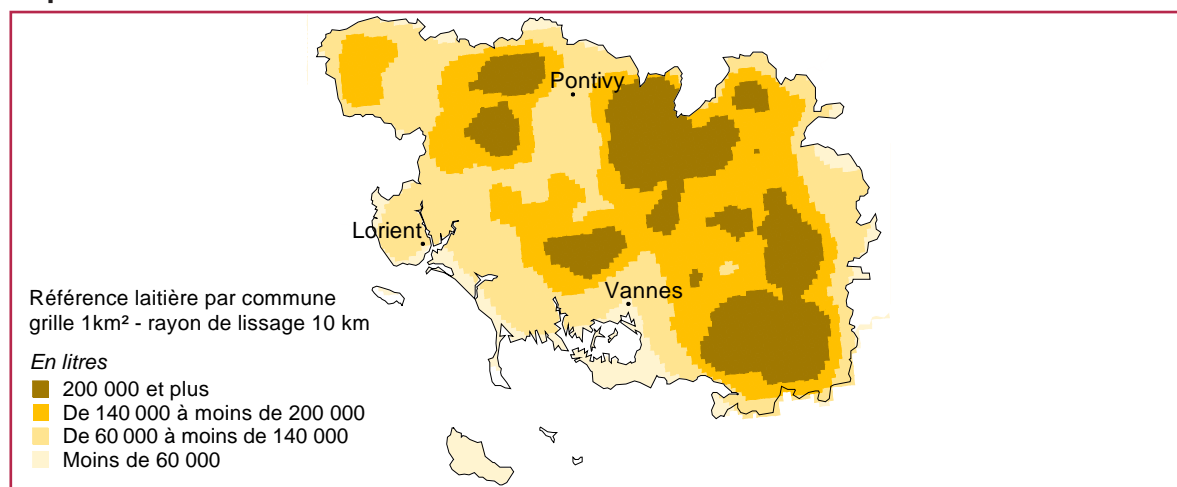 Pontivy
Lorient
Vannes
Référence laitière par commune
grille 1km² - rayon de lissage 10 km
En litres
200 000 et plus
De 140 000 à moins de 200 000
De 60 000 à moins de 140 000
Moins de 60 000